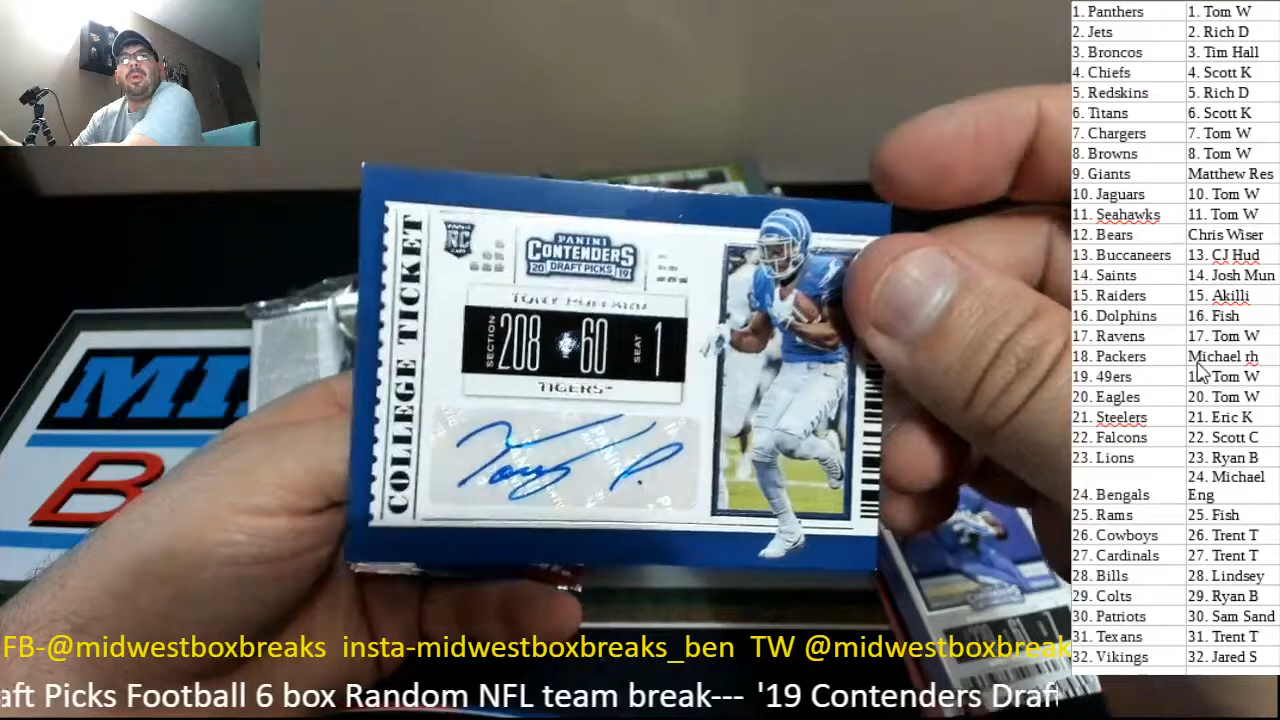 1. Panthers 1. Tom W
2. Jets 2. Rich D
3. Broncos 3. Tim Hall
4. Chiefs 4. Scott K
5. Redskins 5. Rich D
6. Titans 6. Scott K
7. Chargers 7. Tom W
8. Browns 8. Tom W
9. Giants Matthew Res
10. Jaguars 10. Tom W
11. Seahawks 11. Tom W
12. Bears Chris Wiser
13. Buccaneers 13. CJ Hud
14. Saints 14. Josh Mun
15. Raiders 15. Akilli
16. Dolphins 16. Fish
17. Ravens 17. Tom W
18. Packers Michael rh
19. 49ers Tom W
20. Eagles 20. Tom W
21. Steelers 21. Eric K
22. Falcons 22. Scott C
23. Lions 23. Ryan B
24. Bengals 24. Michael
Eng
25. Rams 25. Fish
26. Cowboys 26. Trent T
27. Cardinals 27. Trent T
28. Bills 28. Lindsey
29. Colts 29. Ryan B
30. Patriots 30. Sam Sand
31. Texans 31. Trent T
32. Vikings 32. Jared S
COLLEGE TICKET
RC
PANINI
CONTENDERS
20 DRAFT PICKS 19
SECTION 208 60 SEAT 1
TIGERS
Tony P.
MI
B
FB-@midwestboxbreaks insta-midwestboxbreaks_ben TW @midwestboxbreak
aft Picks Football 6 box Random NFL team break--- '19 Contenders Draf